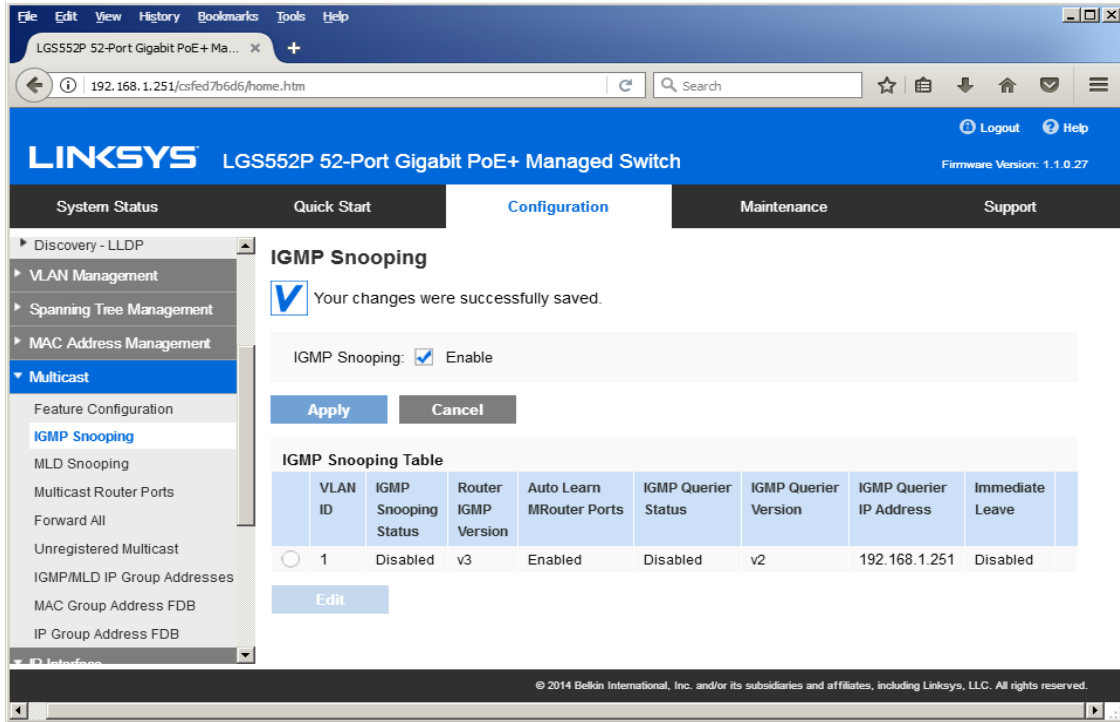 File Edit View History Bookmarks Tools Help
LGS552P 52-Port Gigabit PoE+ Ma...
192.168.1.251/csfed7b6d6/home.htm
Search
Logout Help
LINKSYS LGS552P 52-Port Gigabit PoE+ Managed Switch
Firmware Version: 1.1.0.27
System Status Quick Start Configuration Maintenance Support
Discovery - LLDP
VLAN Management
Spanning Tree Management
MAC Address Management
Multicast
Feature Configuration
IGMP Snooping
MLD Snooping
Multicast Router Ports
Forward All
Unregistered Multicast
IGMP/MLD IP Group Addresses
MAC Group Address FDB
IP Group Address FDB
IP Interface
IGMP Snooping
Your changes were successfully saved.
IGMP Snooping: Enable
Apply Cancel
IGMP Snooping Table
VLAN IGMP Router Auto Learn IGMP Querier IGMP Querier IGMP Querier Immediate
ID Snooping IGMP MRouter Ports Status Version IP Address Leave
Status Version
1 Disabled v3 Enabled Disabled v2 192.168.1.251 Disabled
Edit
© 2014 Belkin International, Inc. and/or its subsidiaries and affiliates, including Linksys, LLC. All rights reserved.